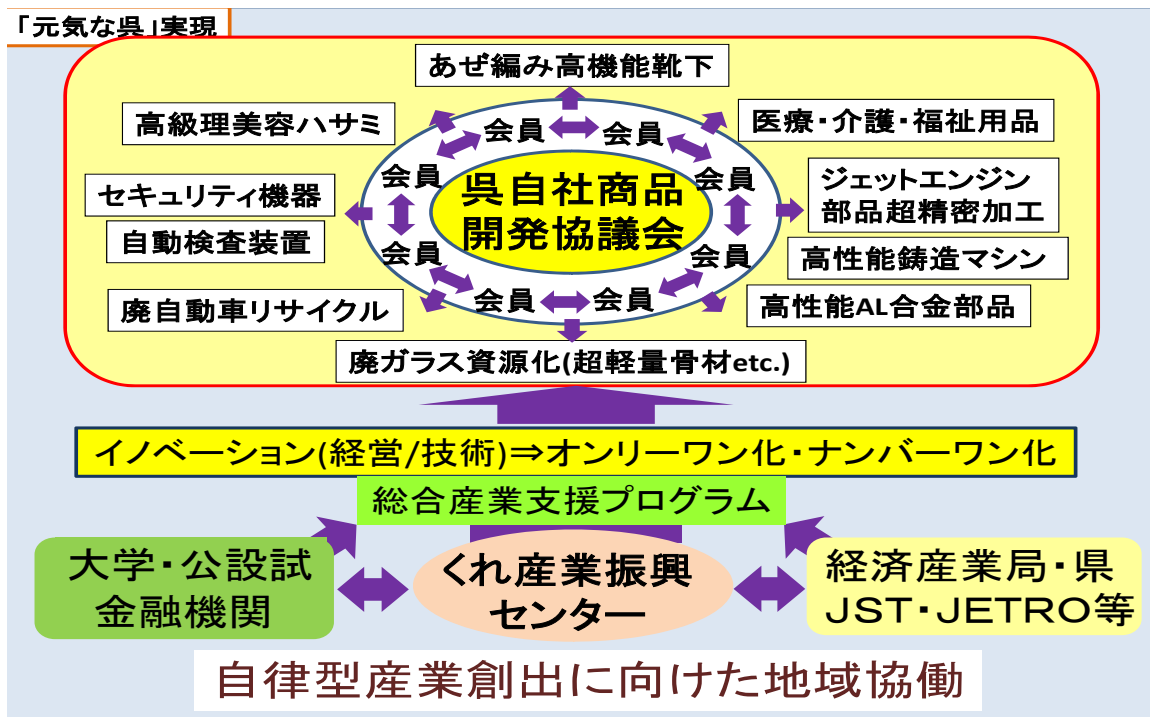 「元気な呉」実現
あぜ編み高機能靴下
高級理美容ハサミ
医療・介護・福祉用品
会員
会員
会員
会員
セキュリティ機器
自動検査装置
呉自社商品
開発協議会
ジェットエンジン
部品超精密加工
会員
会員
高性能鋳造マシン
会員
会員
廃自動車リサイクル
高性能AL合金部品
廃ガラス資源化(超軽量骨材etc.)
イノベーション(経営/技術)⇒オンリーワン化・ナンバーワン化
総合産業支援プログラム
大学・公設試
金融機関
くれ産業振興
センター
経済産業局・県
JST・JETRO等
自律型産業創出に向けた地域協働